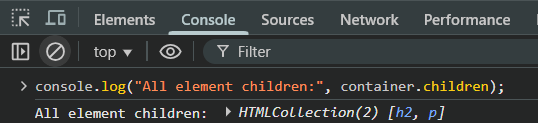 Elements Console Sources Network Performance
top Filter
console.log("All element children:", container.children);
All element children: HTMLCollection(2) [h2, p]